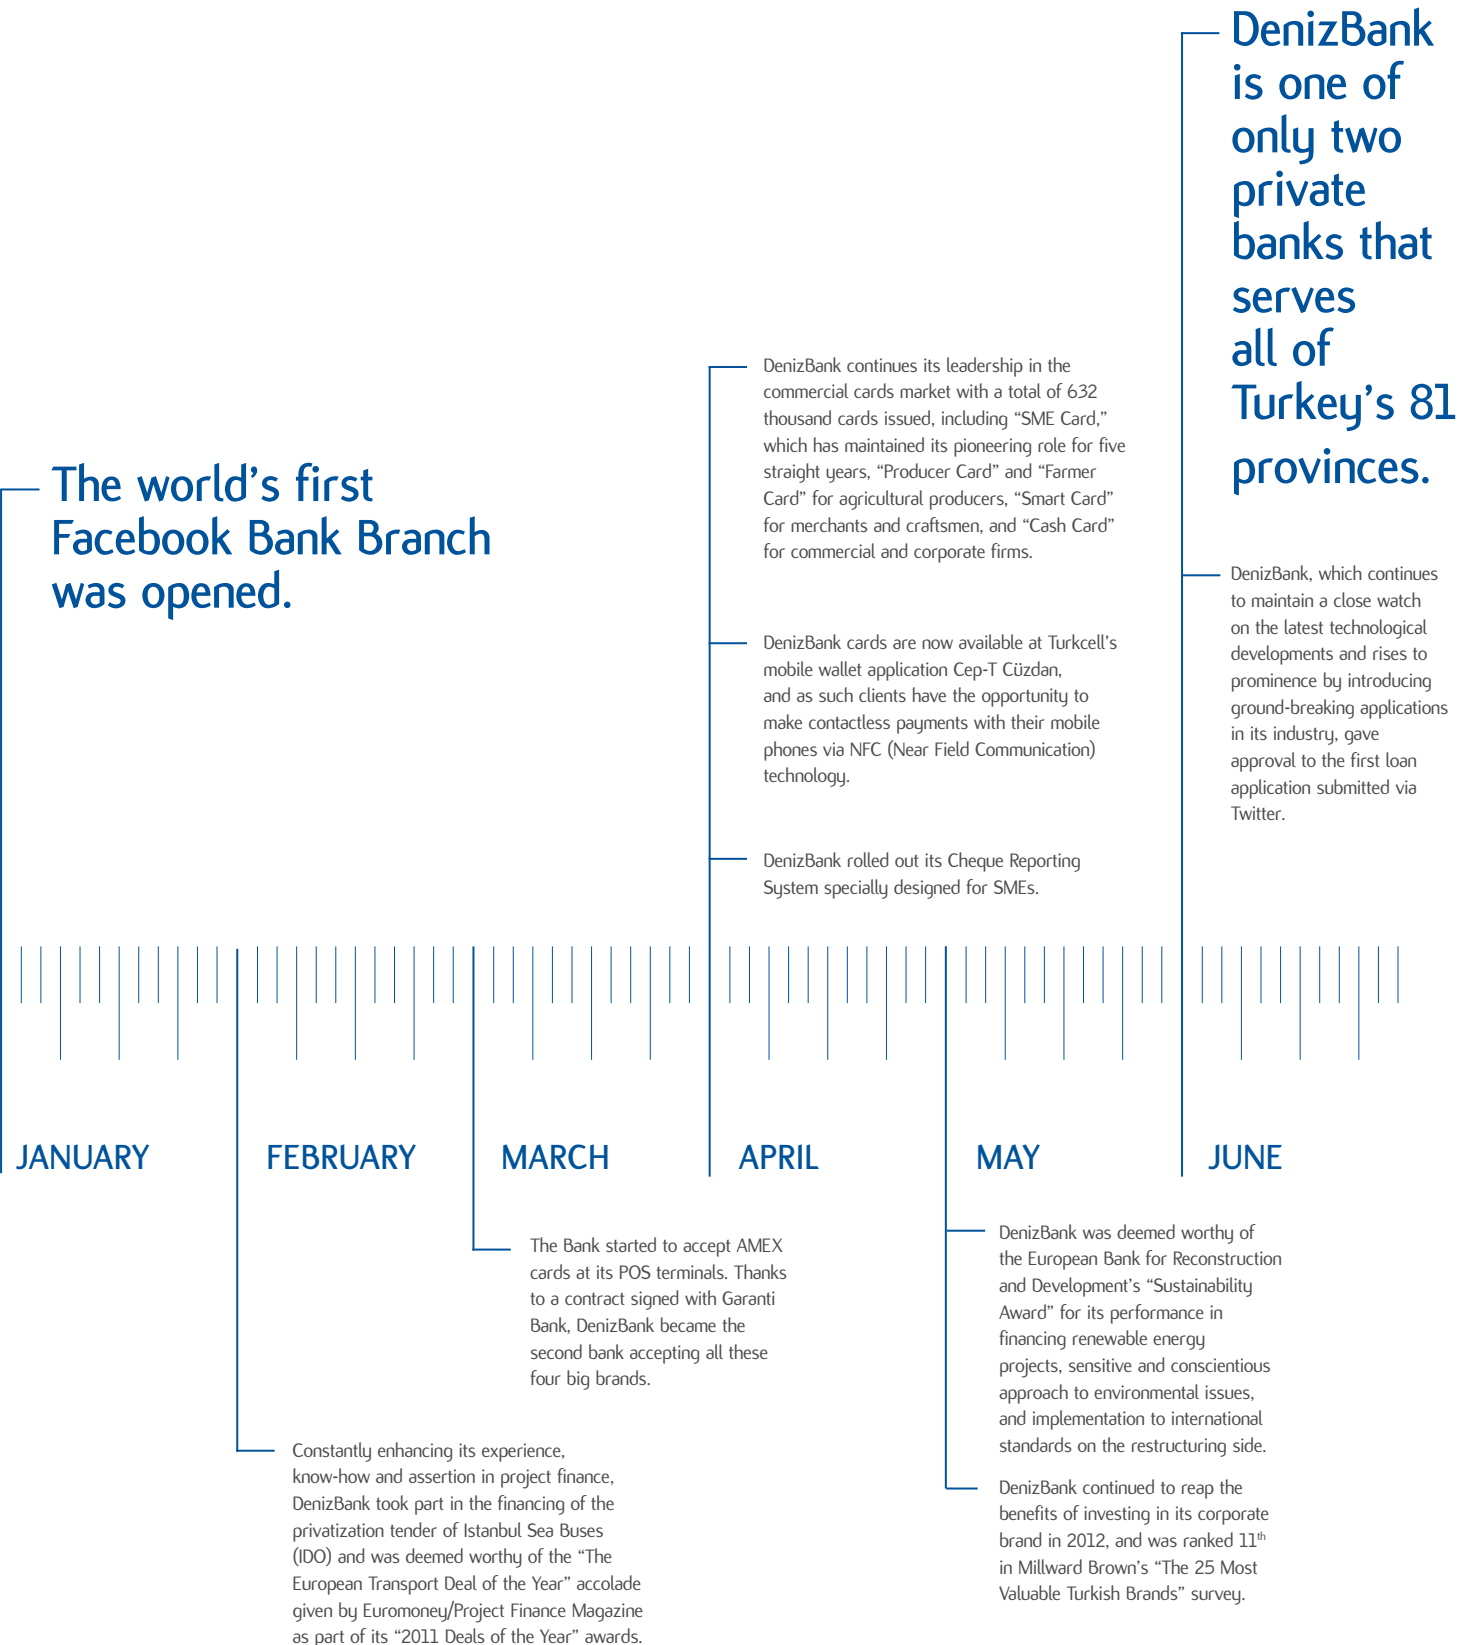 DenizBank
is one of
only two
private
banks that
serves
all of
Turkey's 81
provinces.
DenizBank, which continues
to maintain a close watch
on the latest technological
developments and rises to
prominence by introducing
ground-breaking applications
in its industry, gave
approval to the first loan
application submitted via
Twitter.
DenizBank continues its leadership in the
commercial cards market with a total of 632
thousand cards issued, including “SME Card,”
which has maintained its pioneering role for five
straight years, “Producer Card” and “Farmer
Card” for agricultural producers, “Smart Card”
for merchants and craftsmen, and “Cash Card”
for commercial and corporate firms.
DenizBank cards are now available at Turkcell's
mobile wallet application Cep-T Cüzdan,
and as such clients have the opportunity to
make contactless payments with their mobile
phones via NFC (Near Field Communication)
technology.
DenizBank rolled out its Cheque Reporting
System specially designed for SMEs.
The world's first
Facebook Bank Branch
was opened.
JANUARY
FEBRUARY
MARCH
APRIL
MAY
JUNE
The Bank started to accept AMEX
cards at its POS terminals. Thanks
to a contract signed with Garanti
Bank, DenizBank became the
second bank accepting all these
four big brands.
Constantly enhancing its experience,
know-how and assertion in project finance,
DenizBank took part in the financing of the
privatization tender of Istanbul Sea Buses
(IDO) and was deemed worthy of the “The
European Transport Deal of the Year” accolade
given by Euromoney/Project Finance Magazine
as part of its “2011 Deals of the Year” awards.
DenizBank was deemed worthy of
the European Bank for Reconstruction
and Development's “Sustainability
Award” for its performance in
financing renewable energy
projects, sensitive and conscientious
approach to environmental issues,
and implementation to international
standards on the restructuring side.
DenizBank continued to reap the
benefits of investing in its corporate
brand in 2012, and was ranked 11th
in Millward Brown's “The 25 Most
Valuable Turkish Brands” survey.